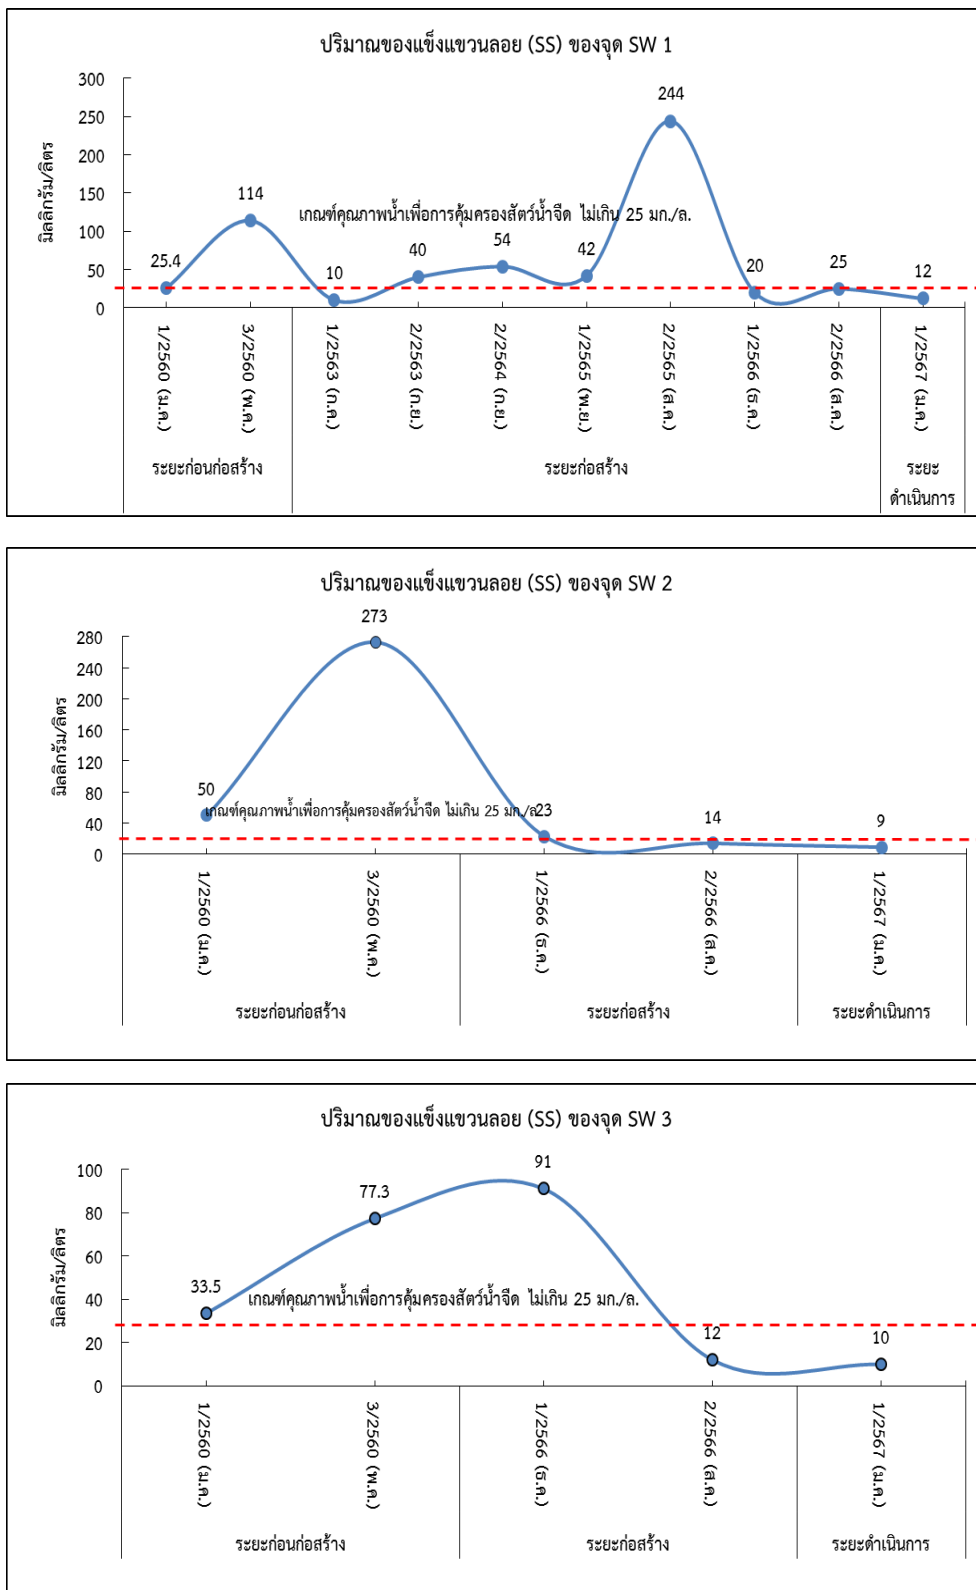 ปริมาณของแข็งแขวนลอย (SS) ของจุด SW 1
มิลลิกรัม/ลิตร
300
250
200
150
100
50
0
25.4
114
10
40
54
42
244
20
25
12
เกณฑ์คุณภาพน้ำเพื่อการคุ้มครองสัตว์น้ำจืด ไม่เกิน 25 มก./ล.
1/2560 (ม.ค.)
3/2560 (พ.ค.)
1/2563 (ก.ค.)
2/2563 (ก.ย.)
2/2564 (ก.ย.)
1/2565 (พ.ย.)
2/2565 (ส.ค.)
1/2566 (ธ.ค.)
2/2566 (ส.ค.)
1/2567 (ม.ค.)
ระยะก่อนก่อสร้าง
ระยะก่อสร้าง
ระยะ
ดำเนินการ
ปริมาณของแข็งแขวนลอย (SS) ของจุด SW 2
มิลลิกรัม/ลิตร
280
240
200
160
120
80
40
0
50
273
23
14
9
เกณฑ์คุณภาพน้ำเพื่อการคุ้มครองสัตว์น้ำจืด ไม่เกิน 25 มก./ล.
1/2560 (ม.ค.)
3/2560 (พ.ค.)
1/2566 (ธ.ค.)
2/2566 (ส.ค.)
1/2567 (ม.ค.)
ระยะก่อนก่อสร้าง
ระยะก่อสร้าง
ระยะดำเนินการ
ปริมาณของแข็งแขวนลอย (SS) ของจุด SW 3
มิลลิกรัม/ลิตร
100
80
60
40
20
0
33.5
77.3
91
12
10
เกณฑ์คุณภาพน้ำเพื่อการคุ้มครองสัตว์น้ำจืด ไม่เกิน 25 มก./ล.
1/2560 (ม.ค.)
3/2560 (พ.ค.)
1/2566 (ธ.ค.)
2/2566 (ส.ค.)
1/2567 (ม.ค.)
ระยะก่อนก่อสร้าง
ระยะก่อสร้าง
ระยะดำเนินการ